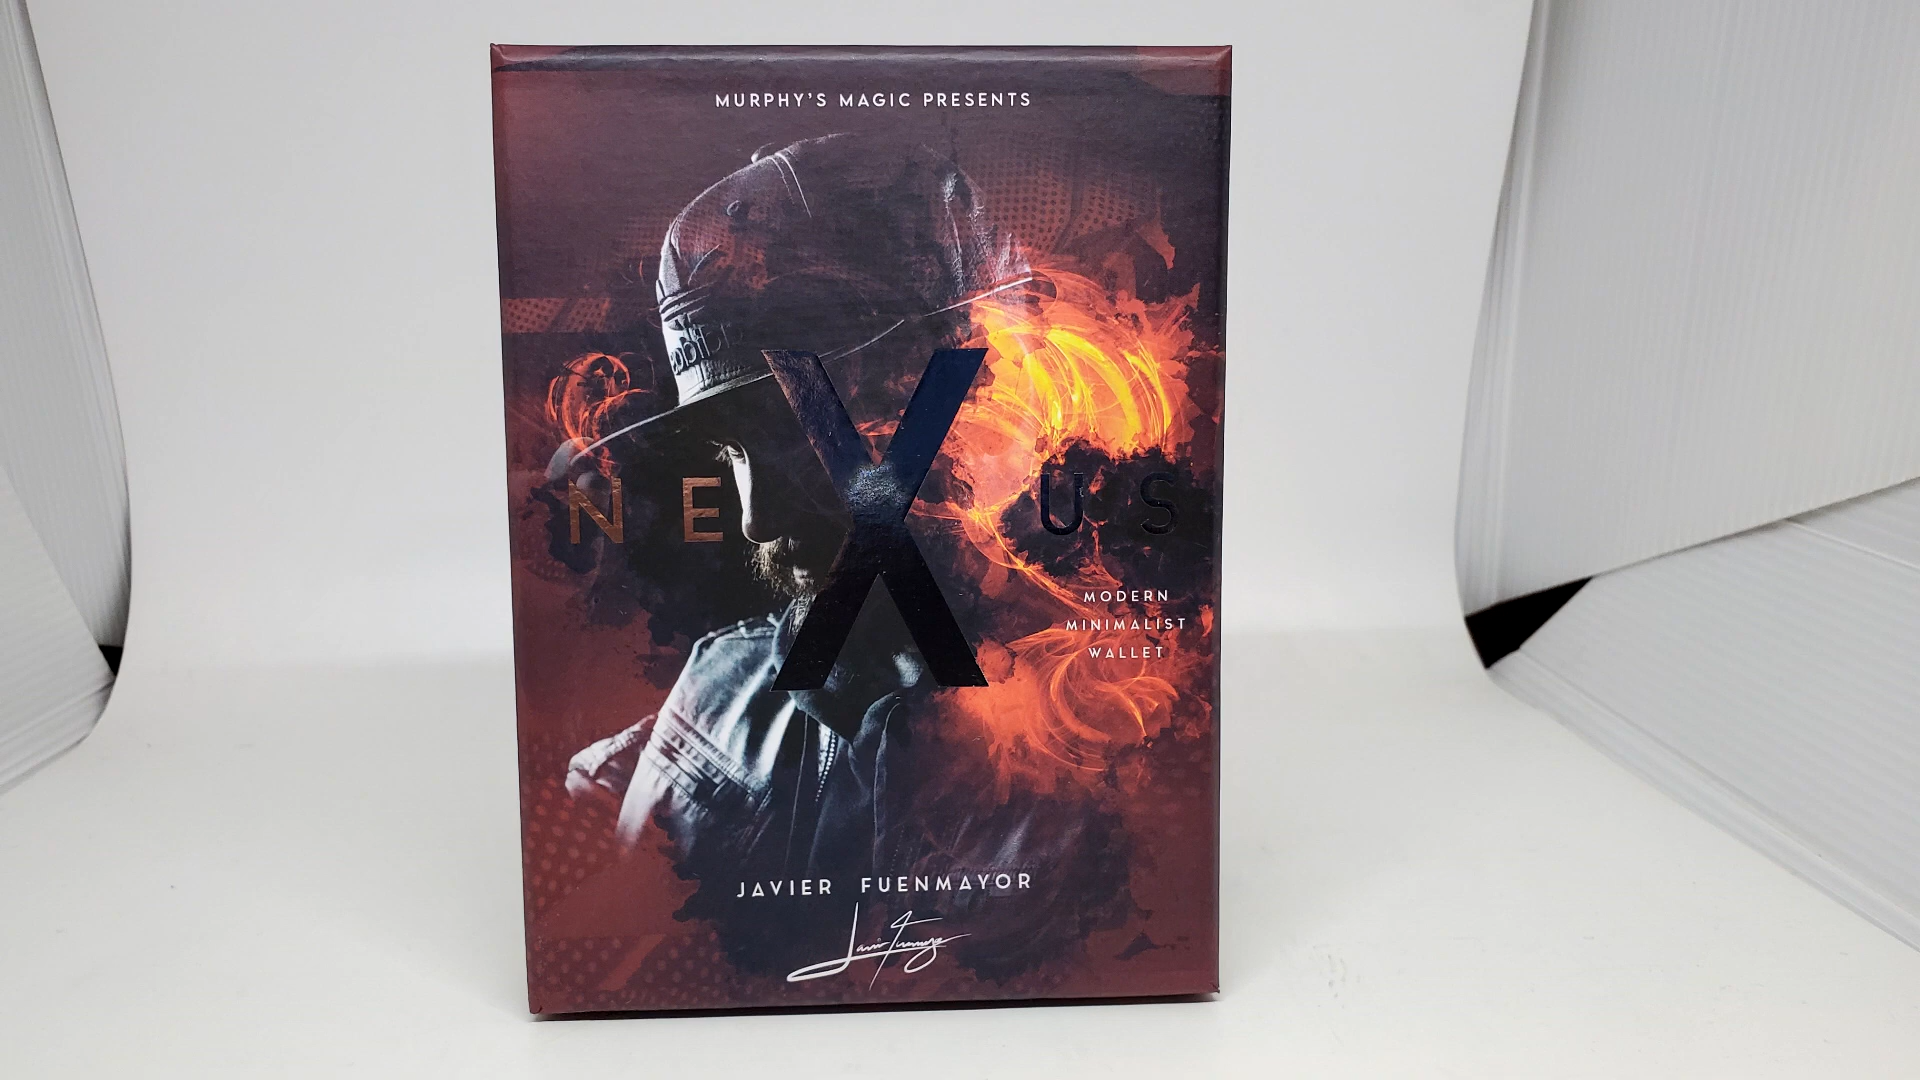 MURPHY'S MAGIC PRESENTS
NEXUS
MODERN
MINIMALIST
WALLET
JAVIER FUENMAYOR